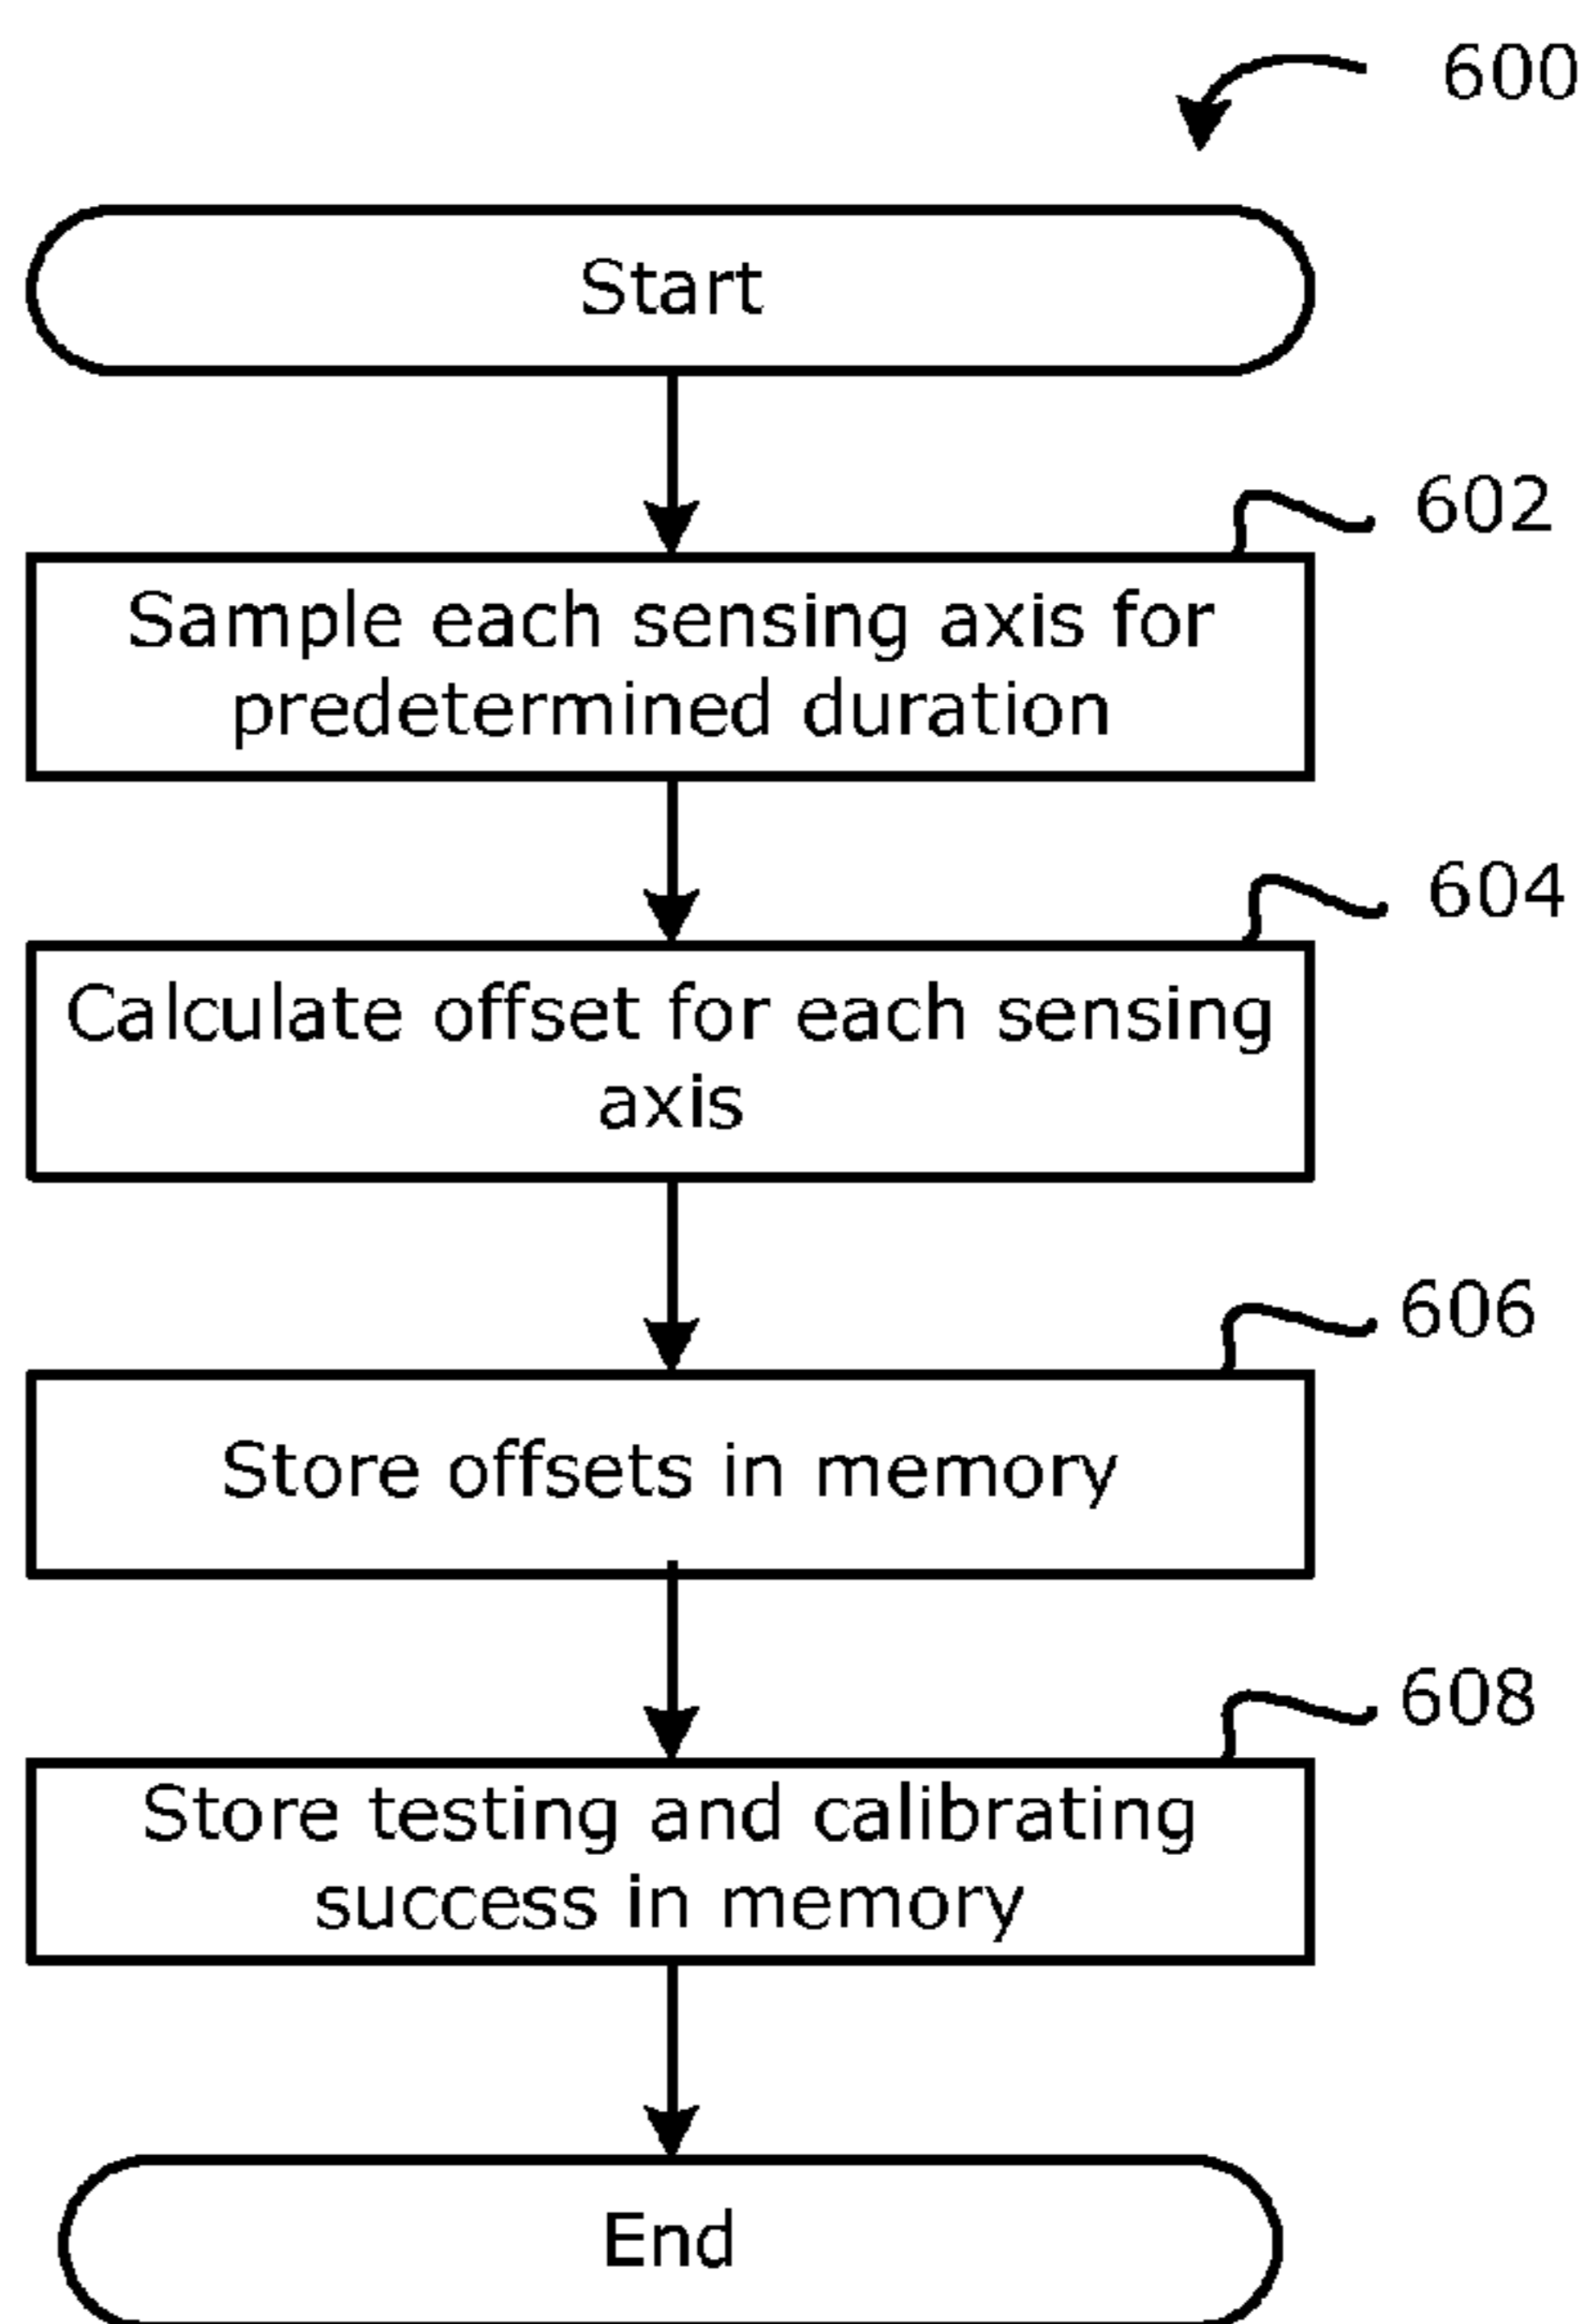 600
Start
602
Sample each sensing axis for
predetermined duration
604
Calculate offset for each sensing
axis
606
Store offsets in memory
608
Store testing and calibrating
success in memory
End